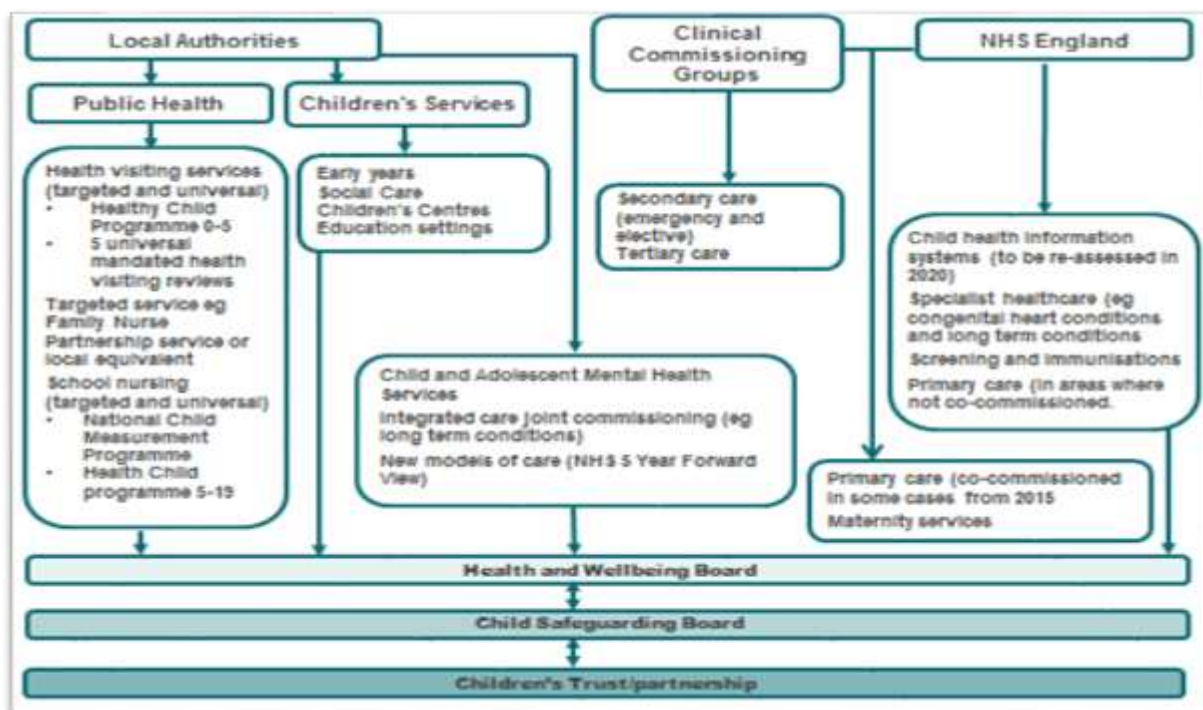 Local Authorities
Clinical
Commissioning
Groups
NHS England
Public Health
Children's Services
Health visiting services
(targeted and universal)
• Healthy Child
Programme 0-5
• 5 universal
mandated health
visiting reviews
Targeted service eg
Family Nurse
Partnership service or
local equivalent
School nursing
(targeted and universal)
• National Child
Measurement
Programme
• Health Child
programme 5-19
Early years
Social Care
Children's Centres
Education settings
Secondary care
(emergency and
elective)
Tertiary care
Child health information
systems (to be re-assessed in
2020)
Specialist healthcare (eg
congenital heart conditions
and long term conditions
Screening and immunisations
Primary care (in areas where
not co-commissioned.
Child and Adolescent Mental Health
Services
Integrated care joint commissioning (eg
long term conditions)
New models of care (NHS 5 Year Forward
View)
Primary care (co-commissioned
in some cases from 2015
Maternity services
Health and Wellbeing Board
Child Safeguarding Board
Children's Trust/partnership